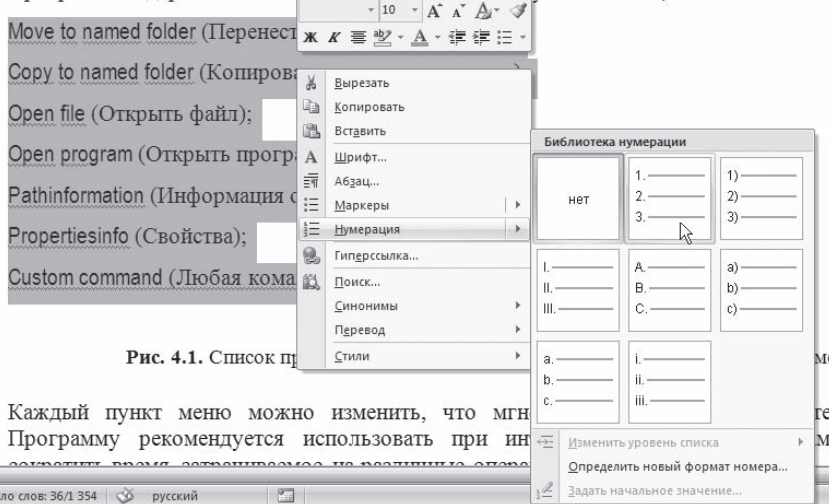 10
Move to named folder (Перенест
Copy to named folder (Копирова
Open file (Открыть файл);
Open program (Открыть прогр
Pathinformation (Информация о
Propertiesinfo (Свойства);
Custom command (Любая кома
Ж К
Вырезать
Копировать
Вставить
Шрифт...
Абзац...
Маркеры
Нумерация
Гиперссылка...
Поиск...
Синонимы
Перевод
Стили
Библиотека нумерации
нет
1.
2.
3.
1)
2)
3)
I.
II.
III.
A.
B.
C.
a)
b)
c)
a.
b.
c.
i.
ii.
iii.
Изменить уровень списка
Определить новый формат номера...
Задать начальное значение...
Рис. 4.1. Список пр
Каждый пункт меню можно изменить, что мгн
Программу рекомендуется использовать при ин
ло слов: 36/1 354
русский